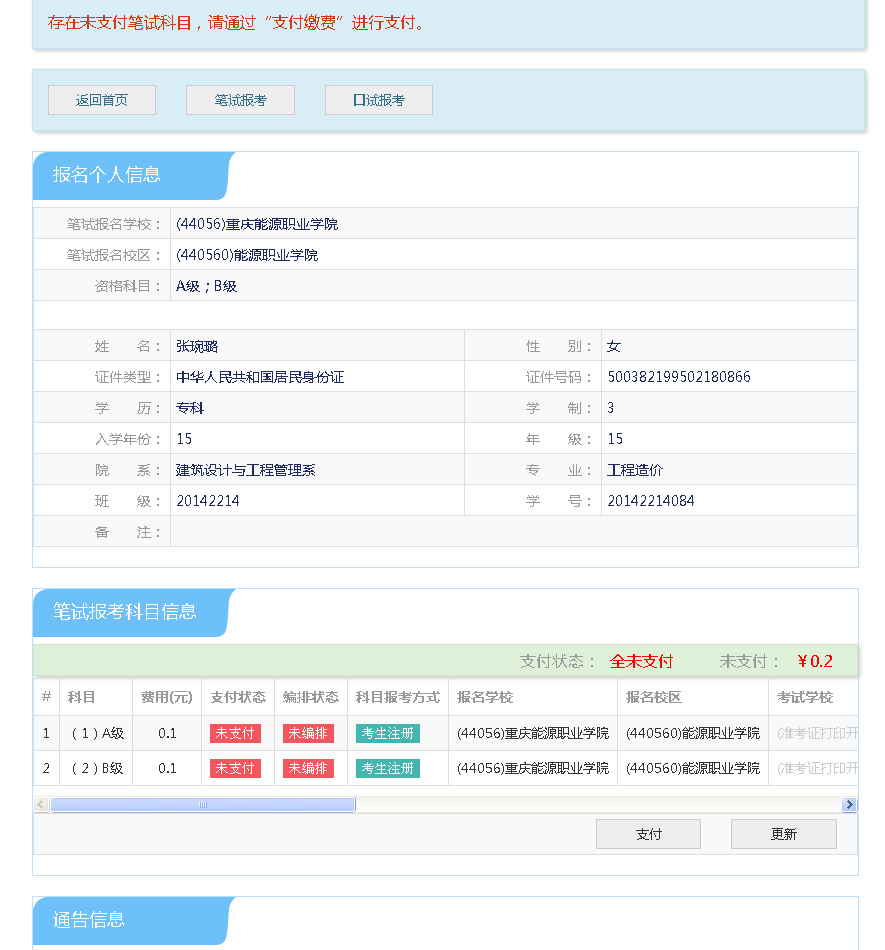 存在未支付笔试科目，请通过“支付缴费”进行支付。
返回首页 笔试报考 口试报考
报名个人信息
笔试报名学校： (44056)重庆能源职业学院
笔试报名校区： (440560)能源职业学院
资格科目： A级；B级
姓 名： 张琬璐 性 别： 女
证件类型： 中华人民共和国居民身份证 证件号码： 500382199502180866
学 历： 专科 学 制： 3
入学年份： 15 年 级： 15
院 系： 建筑设计与工程管理系 专 业： 工程造价
班 级： 20142214 学 号： 20142214084
备 注：
笔试报考科目信息
支付状态： 全未支付 未支付： ￥0.2
# 科目 费用(元) 支付状态 编排状态 科目报考方式 报名学校 报名校区 考试学校
1 （1）A级 0.1 未支付 未编排 考生注册 (44056)重庆能源职业学院 (440560)能源职业学院 (准考证打印开
2 （2）B级 0.1 未支付 未编排 考生注册 (44056)重庆能源职业学院 (440560)能源职业学院 (准考证打印开
支付 更新
通告信息